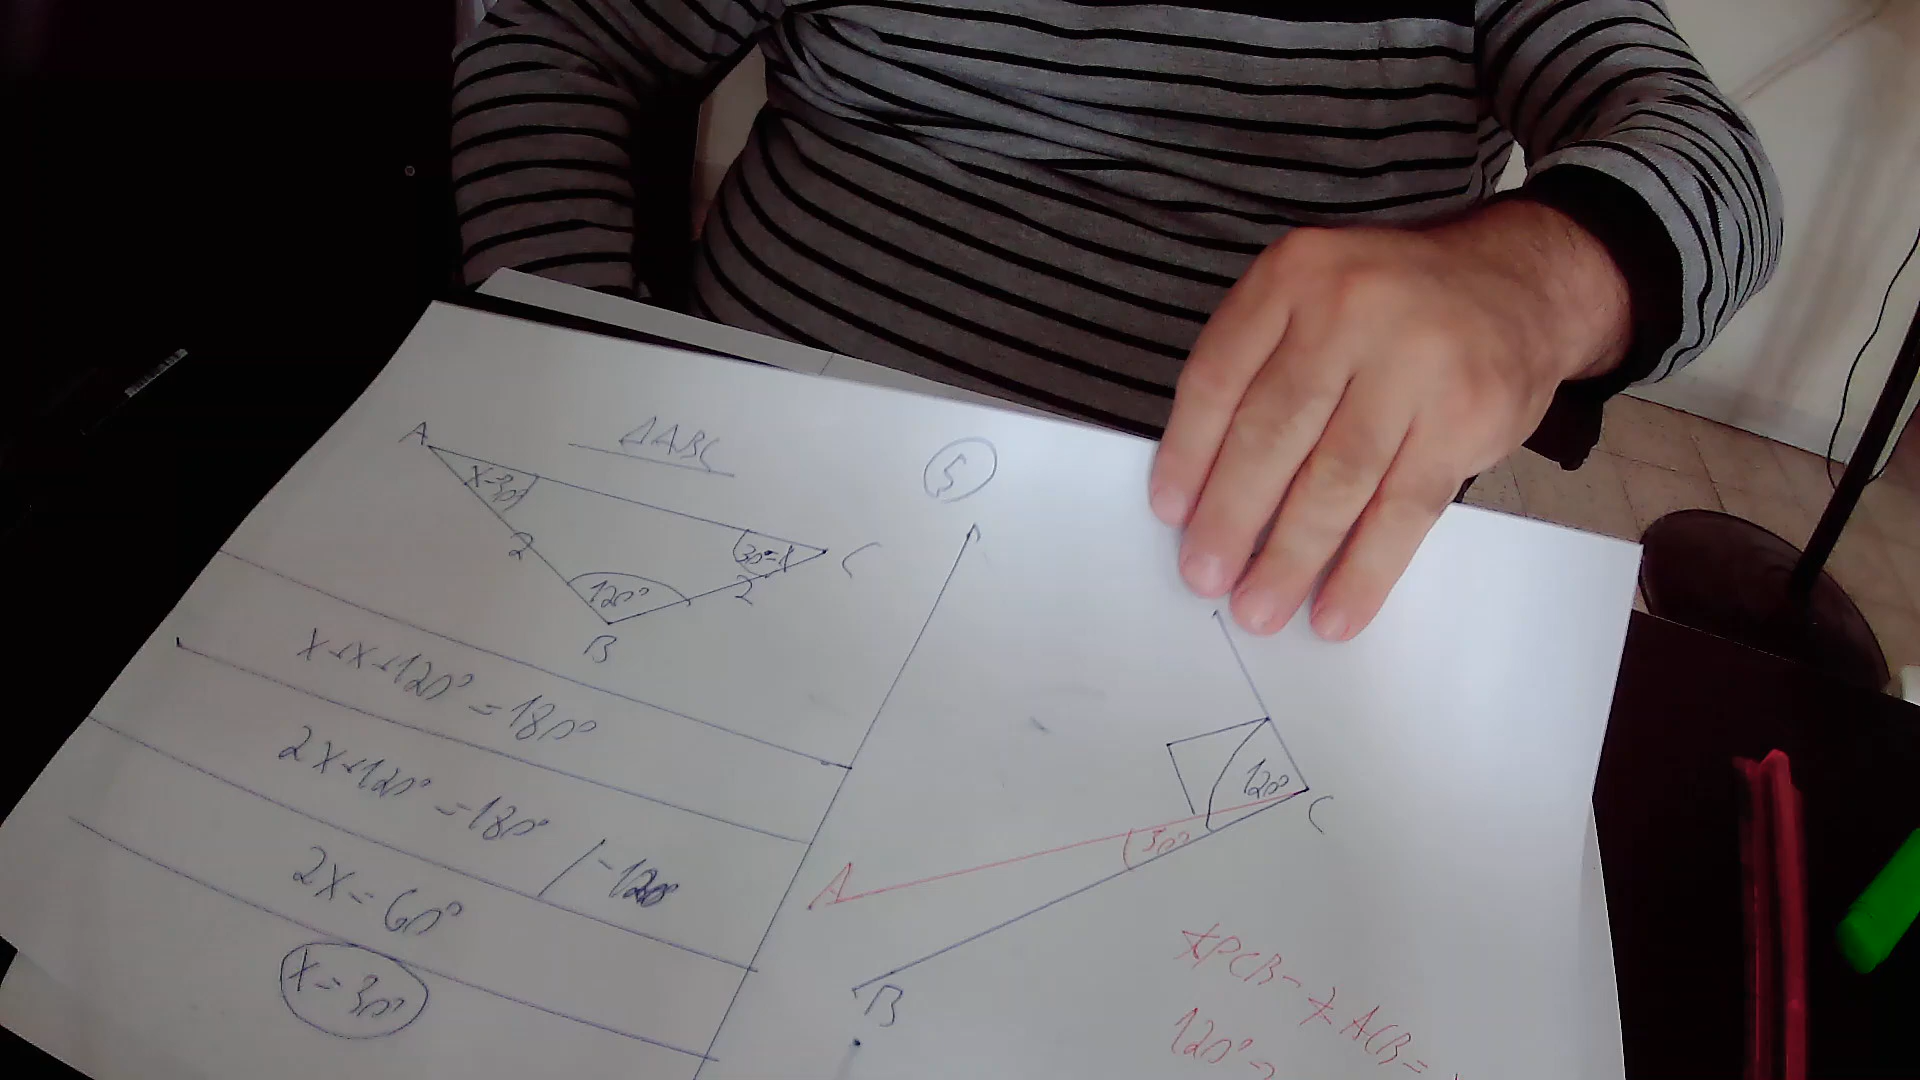 ΔABC
A
x=30°
2
120°
B
2
30°=x
C
x+x+120°=180°
2x+120°=180° /-120
2x=60°
x=30°
5
120°
C
30°
A
B
∢PCB-∢ACB=
120°-